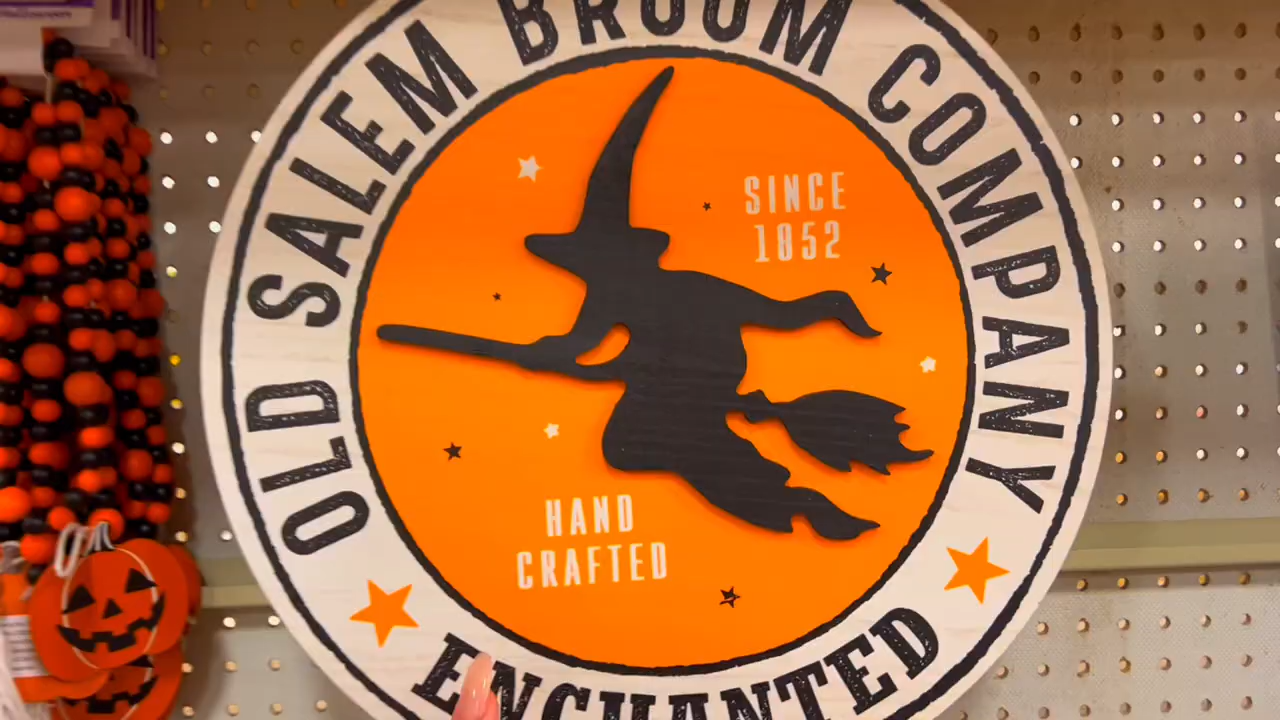 OLD SALEM BROOM COMPANY
SINCE
1852
HAND
CRAFTED
ENCHANTED